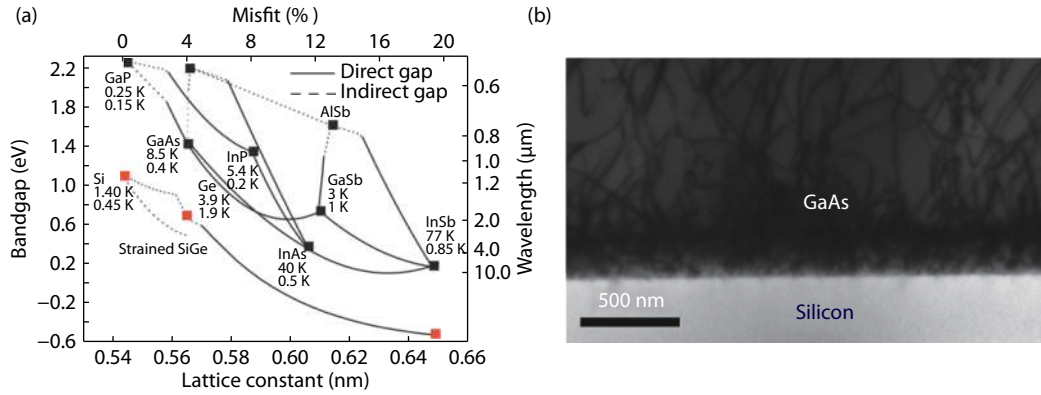 (a)
Misfit (%)
0 4 8 12 16 20
Bandgap (eV)
2.2
1.8
1.4
1.0
0.6
0.2
−0.2
−0.6
Direct gap
Indirect gap
GaP
0.25 K
0.15 K
GaAs
8.5 K
0.4 K
Si
1.40 K
0.45 K
Ge
3.9 K
1.9 K
InP
5.4 K
0.2 K
AlSb
GaSb
3 K
1 K
InAs
40 K
0.5 K
InSb
77 K
0.85 K
Strained SiGe
0.6
0.8
1.0
1.2
2.0
4.0
10.0
Wavelength (μm)
0.54 0.56 0.58 0.60 0.62 0.64 0.66
Lattice constant (nm)
(b)
GaAs
500 nm
Silicon